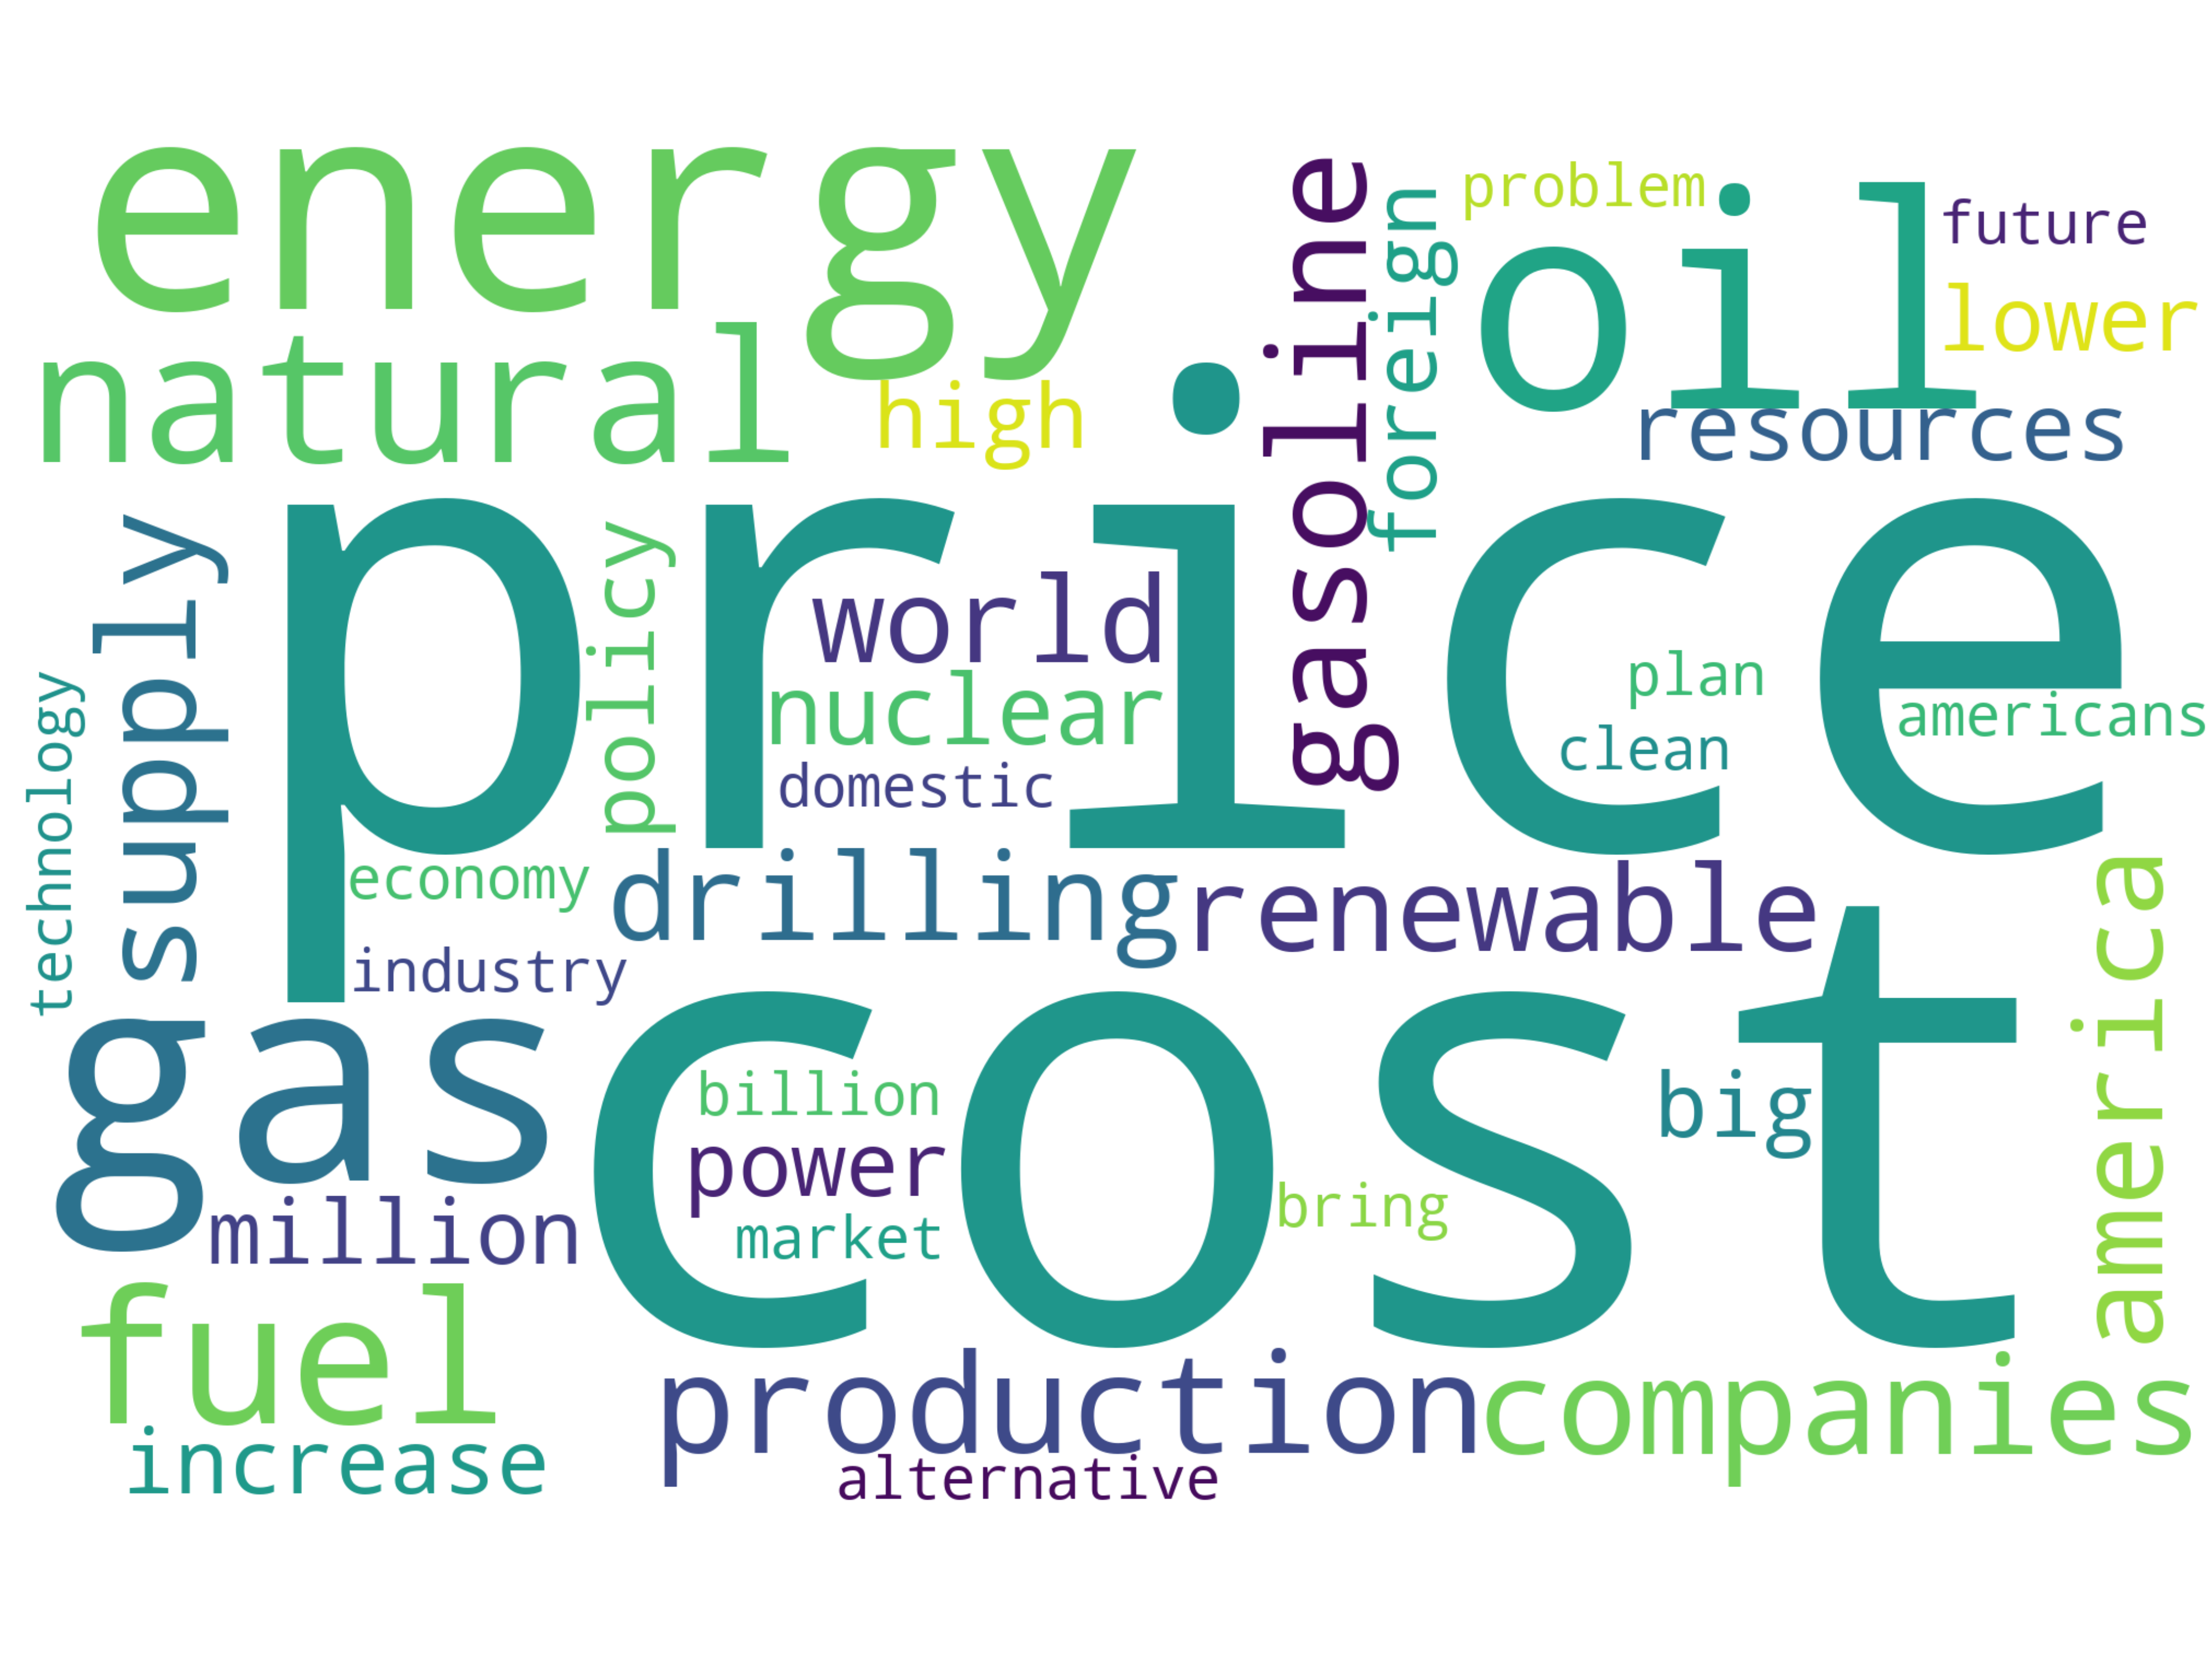 energy
natural
high
gasoline
foreign
problem
oil
future
lower
resources
price
supply
technology
policy
world
nuclear
domestic
plan
clean
americans
economy
drilling
renewable
industry
gas
cost
america
billion
power
market
big
bring
million
fuel
production
companies
increase
alternative